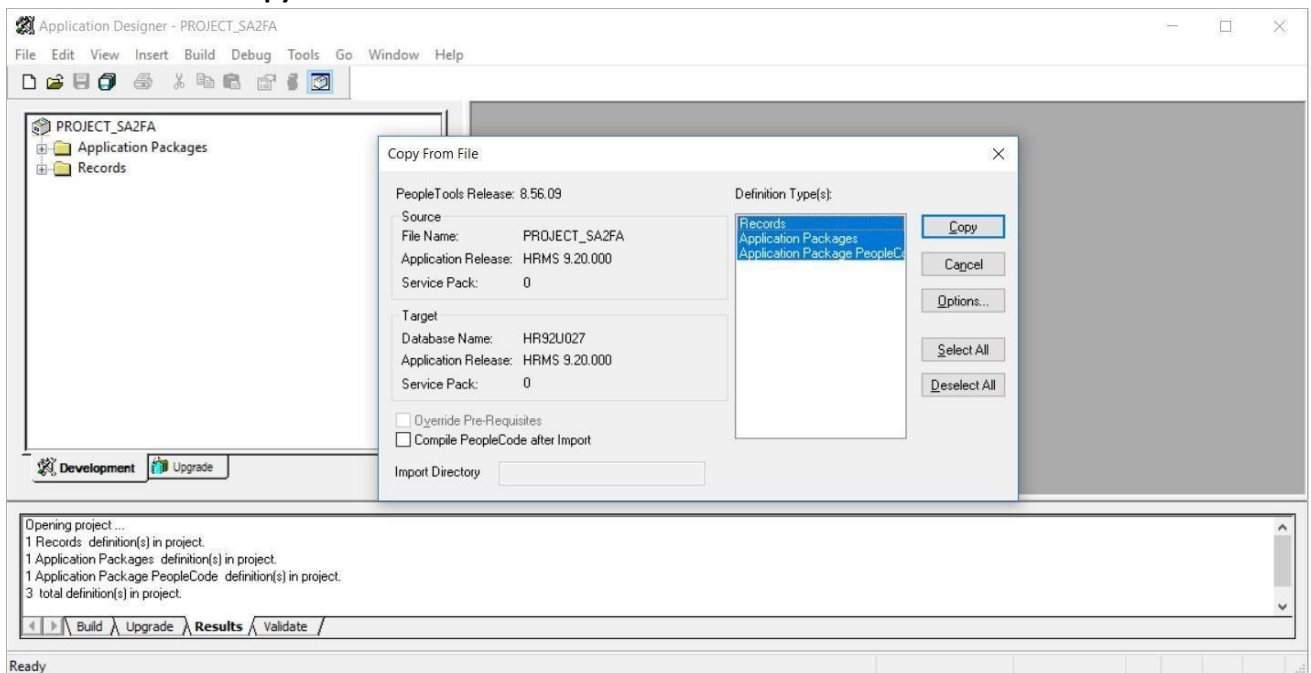 Application Designer - PROJECT_SA2FA
File Edit View Insert Build Debug Tools Go Window Help
PROJECT_SA2FA
Application Packages
Records
Development Upgrade
Copy From File
PeopleTools Release: 8.56.09
Source
File Name: PROJECT_SA2FA
Application Release: HRMS 9.20.000
Service Pack: 0
Target
Database Name: HR92U027
Application Release: HRMS 9.20.000
Service Pack: 0
Override Pre-Requisites
Compile PeopleCode after Import
Import Directory
Definition Type(s):
Records
Application Packages
Application Package PeopleCo
Copy
Cancel
Options...
Select All
Deselect All
Opening project ...
1 Records definition(s) in project.
1 Application Packages definition(s) in project.
1 Application Package PeopleCode definition(s) in project.
3 total definition(s) in project.
Build Upgrade Results Validate
Ready